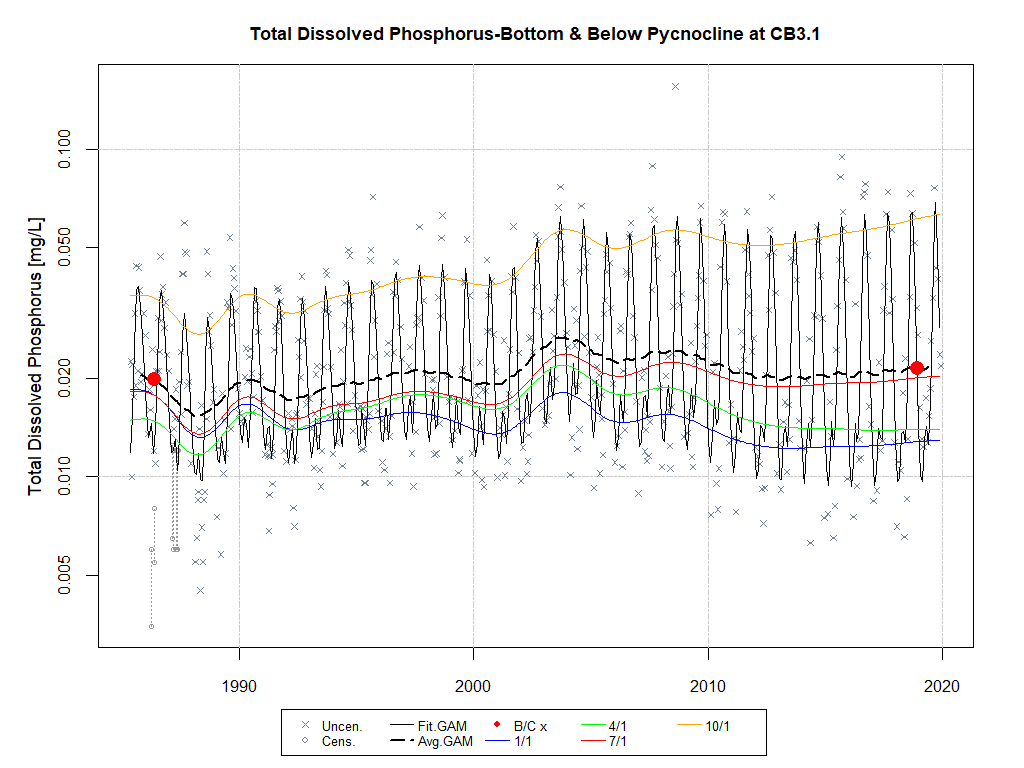 Total Dissolved Phosphorus-Bottom & Below Pycnocline at CB3.1
Total Dissolved Phosphorus [mg/L]
0.100
0.050
0.020
0.010
0.005
1990 2000 2010 2020
Uncen. Fit.GAM B/C x 4/1 10/1
Cens. Avg.GAM 1/1 7/1